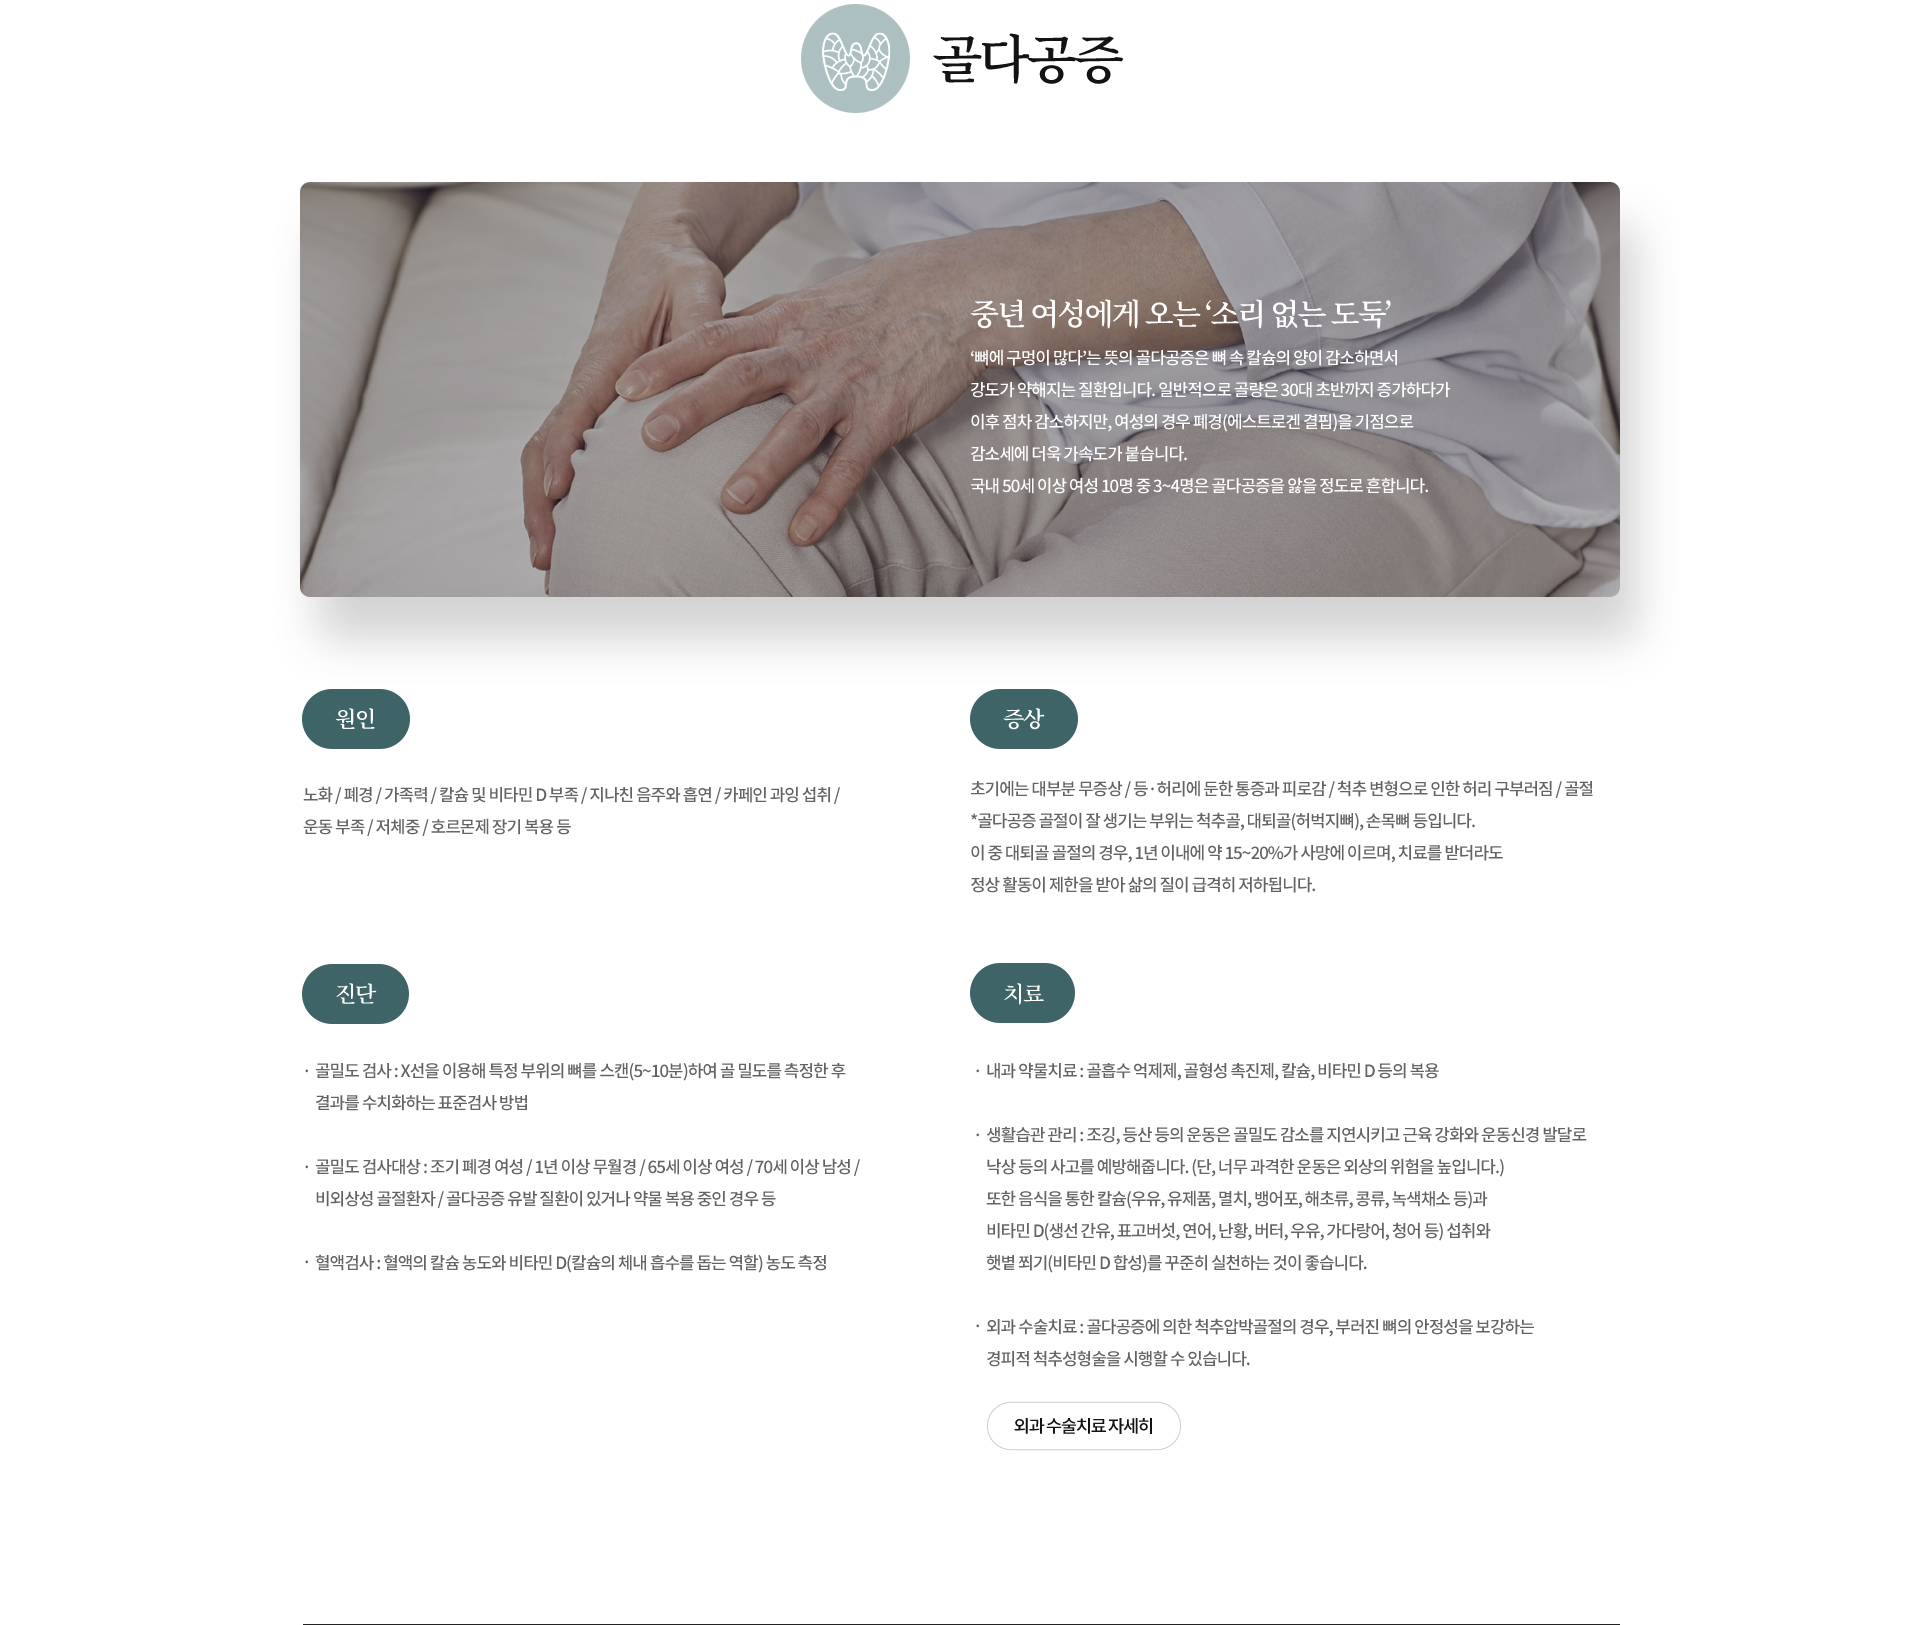 골다공증
중년 여성에게 오는 ‘소리 없는 도둑’
‘뼈에 구멍이 많다’는 뜻의 골다공증은 뼈 속 칼슘의 양이 감소하면서
강도가 약해지는 질환입니다. 일반적으로 골량은 30대 초반까지 증가하다가
이후 점차 감소하지만, 여성의 경우 폐경(에스트로겐 결핍)을 기점으로
감소세에 더욱 가속도가 붙습니다.
국내 50세 이상 여성 10명 중 3~4명은 골다공증을 앓을 정도로 흔합니다.
원인
노화 / 폐경 / 가족력 / 칼슘 및 비타민 D 부족 / 지나친 음주와 흡연 / 카페인 과잉 섭취 /
운동 부족 / 저체중 / 호르몬제 장기 복용 등
증상
초기에는 대부분 무증상 / 등·허리에 둔한 통증과 피로감 / 척추 변형으로 인한 허리 구부러짐 / 골절
*골다공증 골절이 잘 생기는 부위는 척추골, 대퇴골(허벅지뼈), 손목뼈 등입니다.
이 중 대퇴골 골절의 경우, 1년 이내에 약 15~20%가 사망에 이르며, 치료를 받더라도
정상 활동이 제한을 받아 삶의 질이 급격히 저하됩니다.
진단
· 골밀도 검사 : X선을 이용해 특정 부위의 뼈를 스캔(5~10분)하여 골 밀도를 측정한 후
결과를 수치화하는 표준검사 방법
· 골밀도 검사대상 : 조기 폐경 여성 / 1년 이상 무월경 / 65세 이상 여성 / 70세 이상 남성 /
비외상성 골절환자 / 골다공증 유발 질환이 있거나 약물 복용 중인 경우 등
· 혈액검사 : 혈액의 칼슘 농도와 비타민 D(칼슘의 체내 흡수를 돕는 역할) 농도 측정
치료
· 내과 약물치료 : 골흡수 억제제, 골형성 촉진제, 칼슘, 비타민 D 등의 복용
· 생활습관 관리 : 조깅, 등산 등의 운동은 골밀도 감소를 지연시키고 근육 강화와 운동신경 발달로
낙상 등의 사고를 예방해줍니다. (단, 너무 과격한 운동은 외상의 위험을 높입니다.)
또한 음식을 통한 칼슘(우유, 유제품, 멸치, 뱅어포, 해초류, 콩류, 녹색채소 등)과
비타민 D(생선 간유, 표고버섯, 연어, 난황, 버터, 우유, 가다랑어, 청어 등) 섭취와
햇볕 쬐기(비타민 D 합성)를 꾸준히 실천하는 것이 좋습니다.
· 외과 수술치료 : 골다공증에 의한 척추압박골절의 경우, 부러진 뼈의 안정성을 보강하는
경피적 척추성형술을 시행할 수 있습니다.
외과 수술치료 자세히